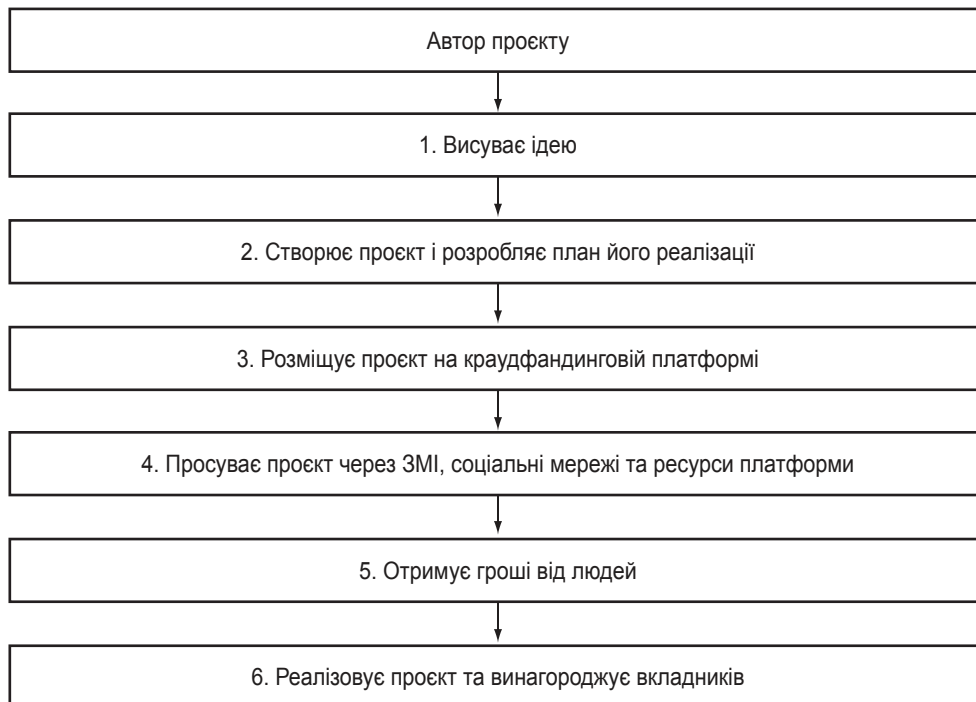 Автор проєкту
1. Висуває ідею
2. Створює проєкт і розробляє план його реалізації
3. Розміщує проєкт на краудфандинговій платформі
4. Просуває проєкт через ЗМІ, соціальні мережі та ресурси платформи
5. Отримує гроші від людей
6. Реалізовує проєкт та винагороджує вкладників